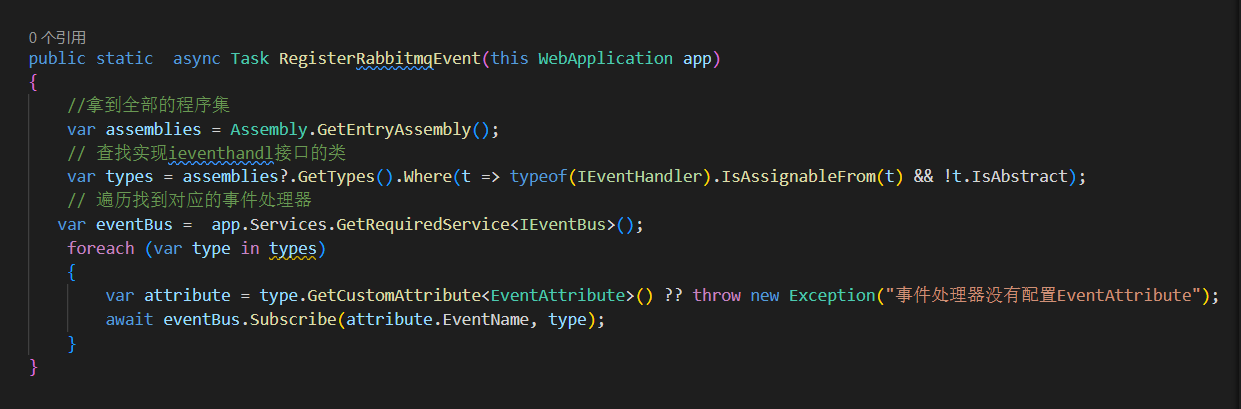 0 个引用
public static  async Task RegisterRabbitmqEvent(this WebApplication app)
{
    //拿到全部的程序集
    var assemblies = Assembly.GetEntryAssembly();
    // 查找实现ieventhandl接口的类
    var types = assemblies?.GetTypes().Where(t => typeof(IEventHandler).IsAssignableFrom(t) && !t.IsAbstract);
    // 遍历找到对应的事件处理器
   var eventBus =  app.Services.GetRequiredService<IEventBus>();
    foreach (var type in types)
    {
        var attribute = type.GetCustomAttribute<EventAttribute>() ?? throw new Exception("事件处理器没有配置EventAttribute");
        await eventBus.Subscribe(attribute.EventName, type);
    }
}